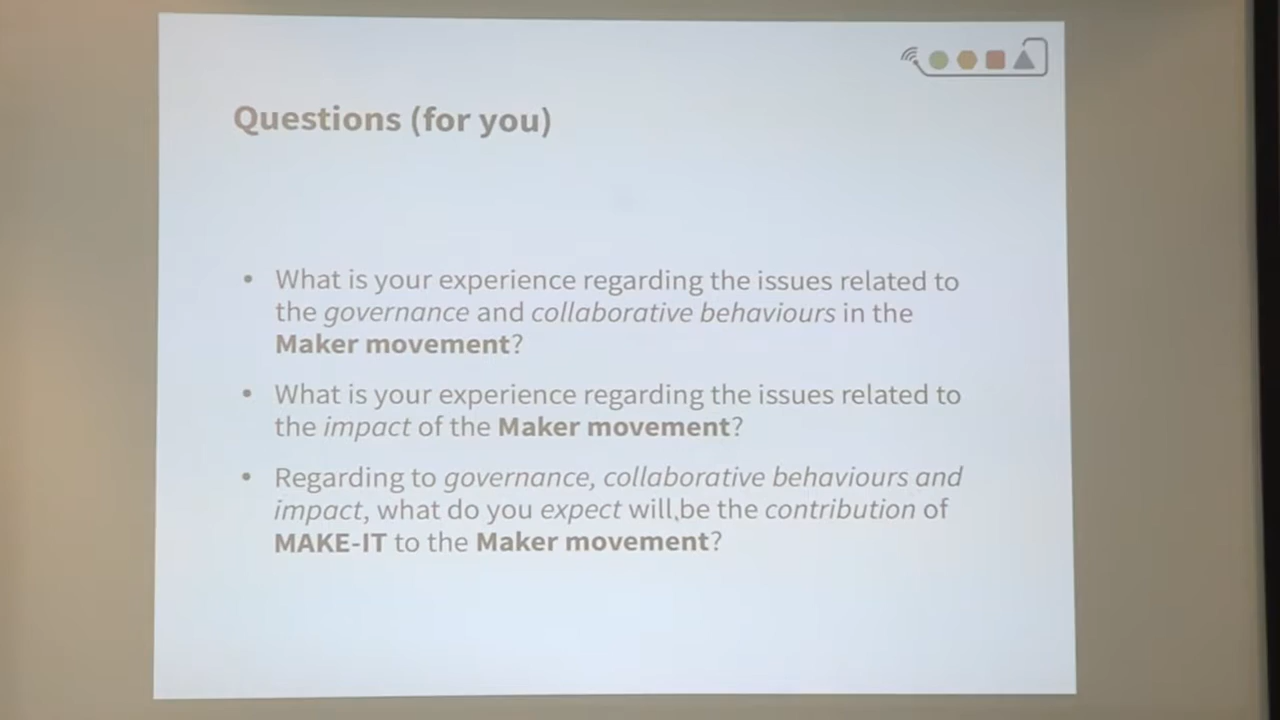 Questions (for you)
• What is your experience regarding the issues related to
the governance and collaborative behaviours in the
Maker movement?
• What is your experience regarding the issues related to
the impact of the Maker movement?
• Regarding to governance, collaborative behaviours and
impact, what do you expect will,be the contribution of
MAKE-IT to the Maker movement?